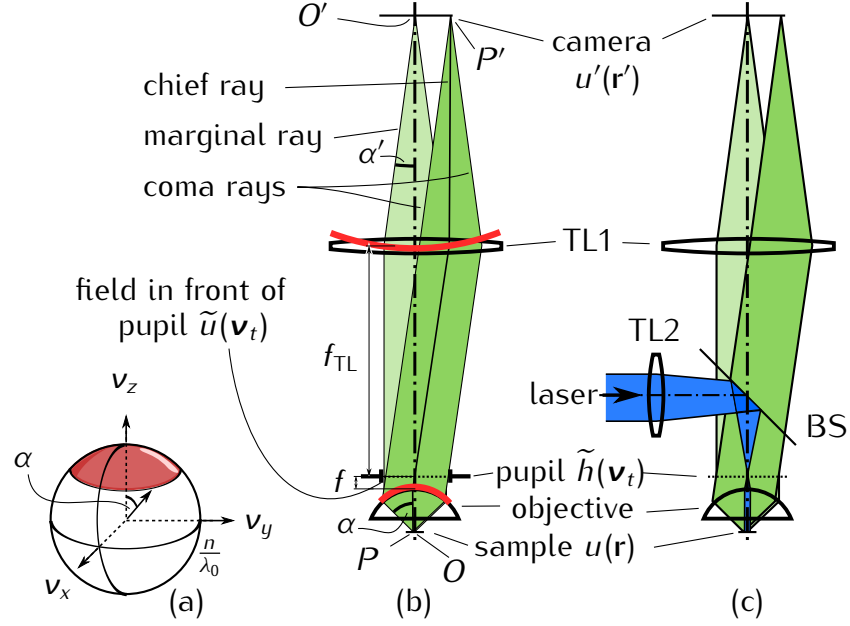 O′
P′
camera
u′(r′)
chief ray
marginal ray
α′
coma rays
TL1
field in front of
pupil ũ(ν_t)
f_TL
TL2
laser
BS
ν_z
α
ν_y
n/λ_0
ν_x
f
pupil h̃(ν_t)
objective
α
sample u(r)
P
O
(a)
(b)
(c)